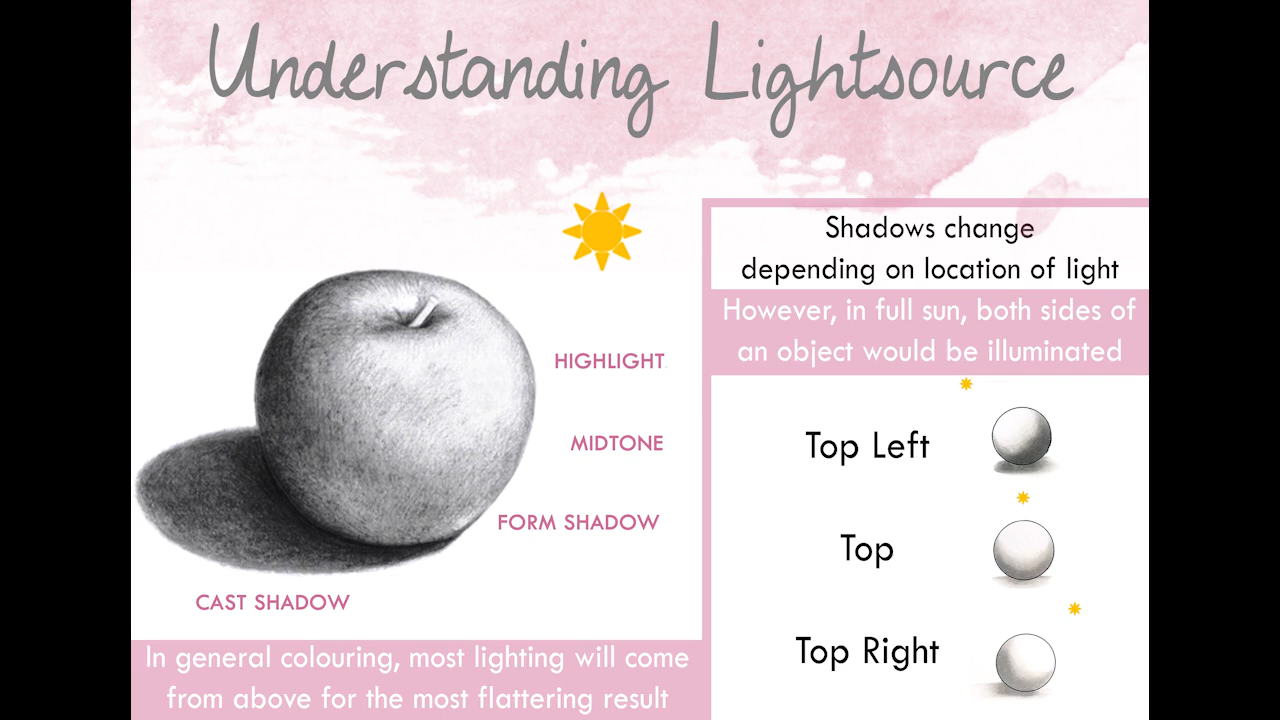 Understanding Lightsource
HIGHLIGHT
MIDTONE
FORM SHADOW
CAST SHADOW
In general colouring, most lighting will come
from above for the most flattering result
Shadows change
depending on location of light
However, in full sun, both sides of
an object would be illuminated
Top Left
Top
Top Right